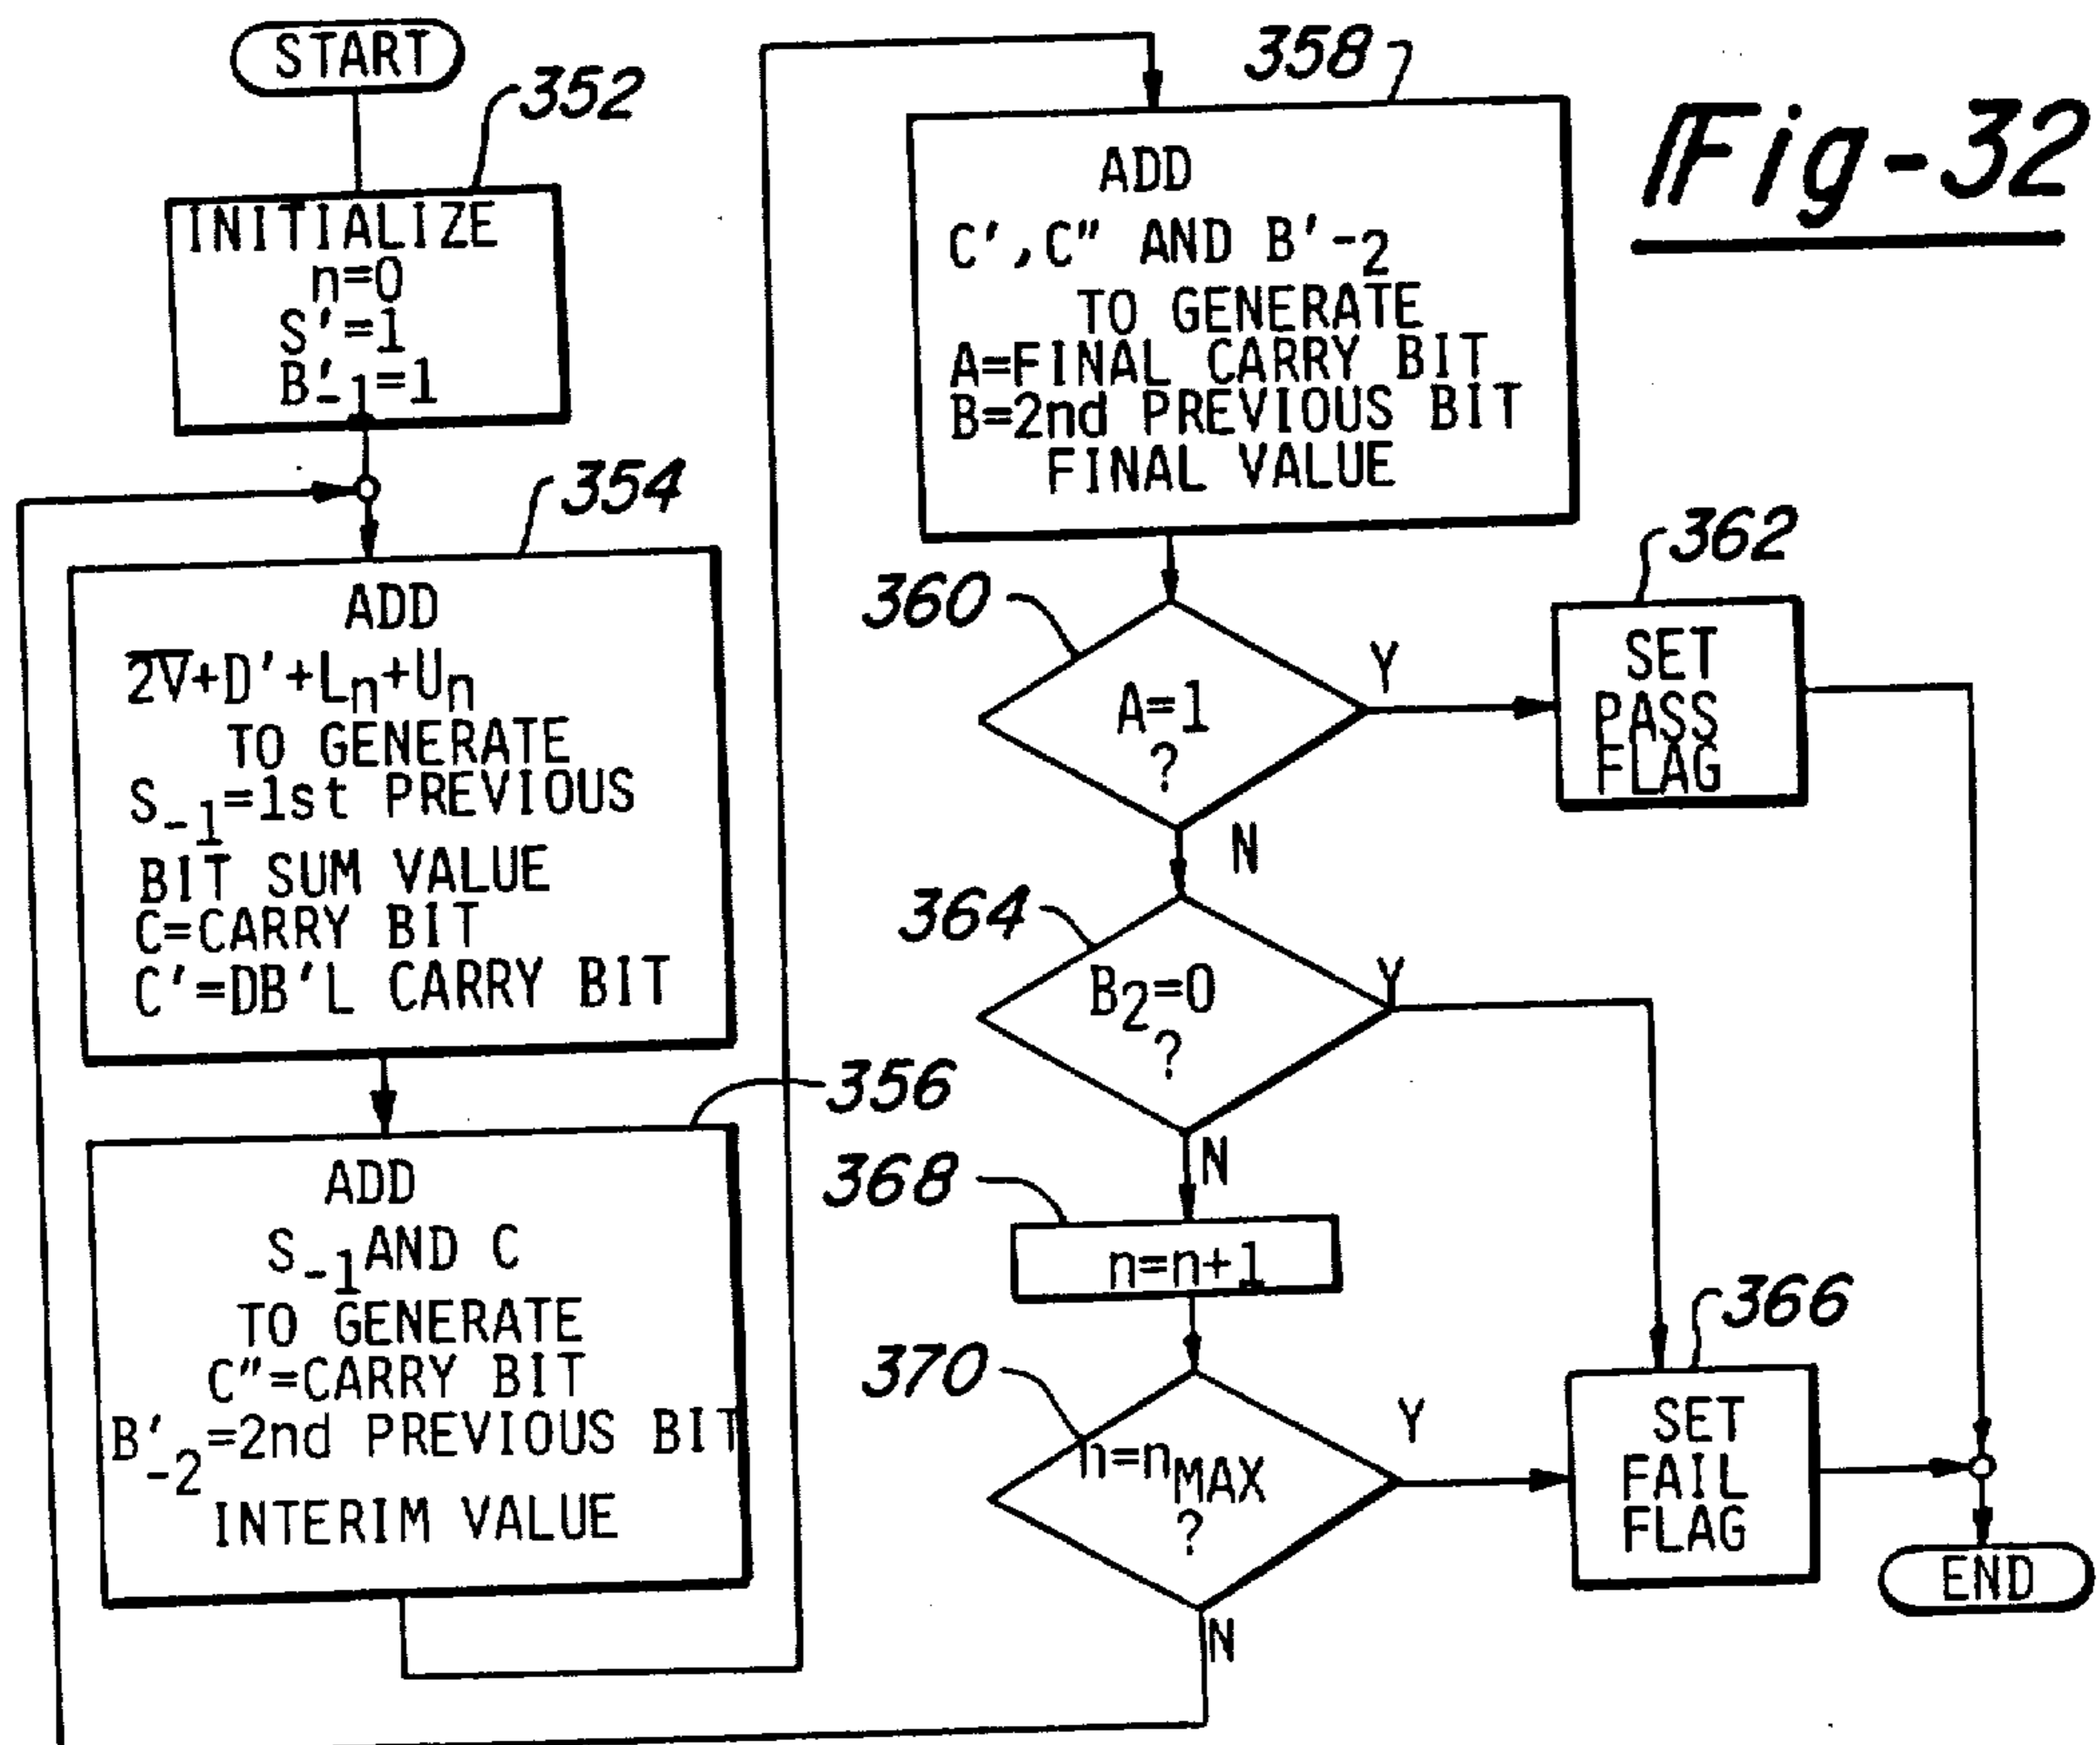 START
352
INITIALIZE
n=0
S'=1
B'-1=1
354
ADD
2V̅+D'+Ln+Un
TO GENERATE
S-1=1st PREVIOUS
BIT SUM VALUE
C=CARRY BIT
C'=DB'L CARRY BIT
356
ADD
S-1 AND C
TO GENERATE
C"=CARRY BIT
B'-2=2nd PREVIOUS BIT
INTERIM VALUE
358
ADD
C',C" AND B'-2
TO GENERATE
A=FINAL CARRY BIT
B=2nd PREVIOUS BIT
FINAL VALUE
Fig-32
360
A=1
?
Y
N
362
SET
PASS
FLAG
364
B2=0
?
Y
N
368
n=n+1
370
n=nMAX
?
Y
N
366
SET
FAIL
FLAG
END